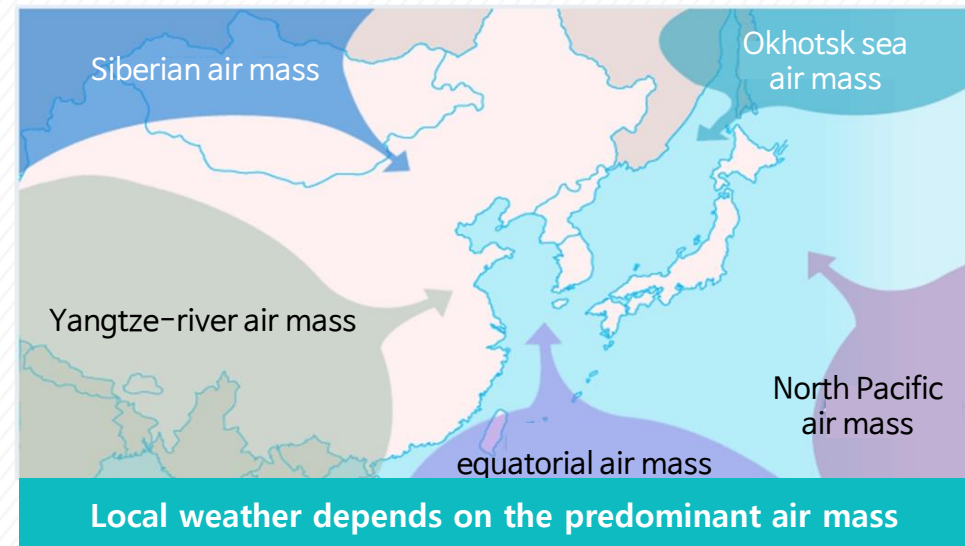 Siberian air mass
Okhotsk sea
air mass
Yangtze-river air mass
North Pacific
air mass
equatorial air mass
Local weather depends on the predominant air mass